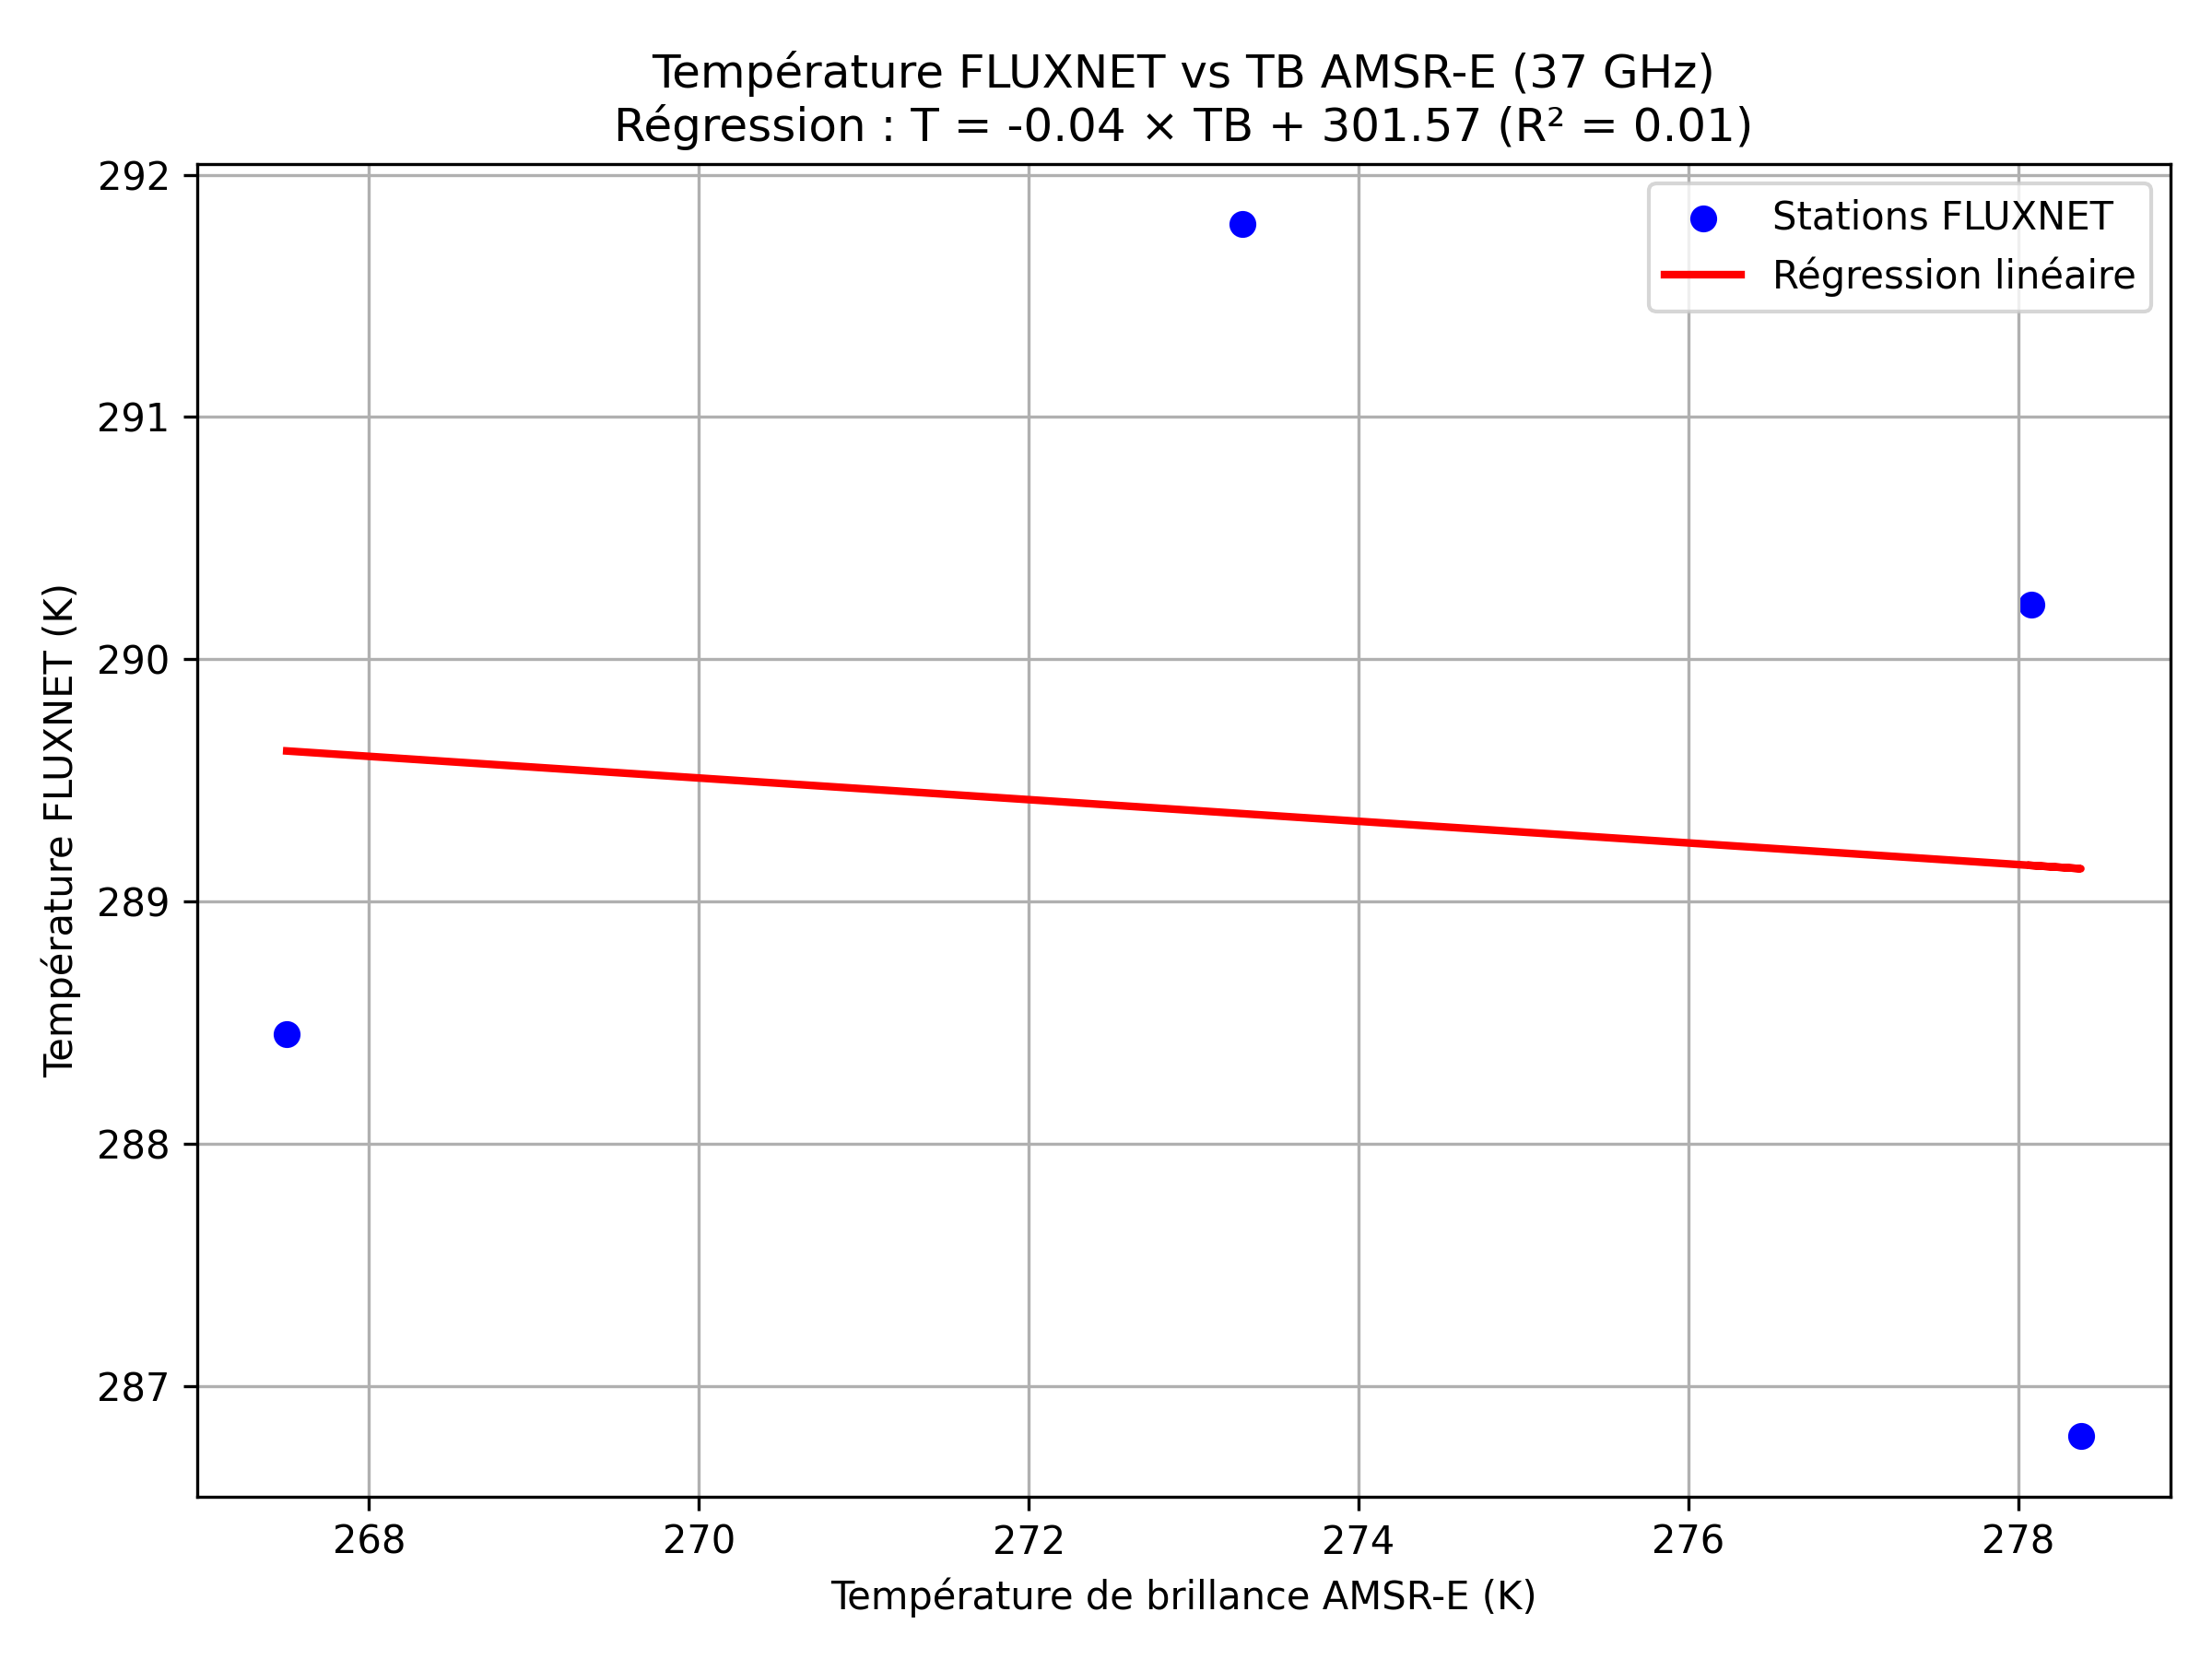 Température FLUXNET vs TB AMSR-E (37 GHz)
Régression : T = -0.04 × TB + 301.57 (R² = 0.01)
Stations FLUXNET
Régression linéaire
292
291
290
289
288
287
Température FLUXNET (K)
268
270
272
274
276
278
Température de brillance AMSR-E (K)